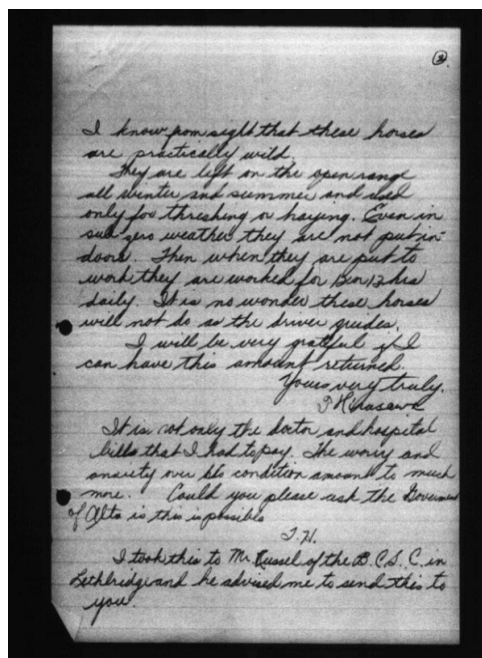 2
I know from sight that these horses
are practically wild.
They are left on the open range
all winter and summer and used
only for threshing or haying. Even in
sub zero weather they are not put in-
doors. Then when they are put to
work they are worked for 10 or 12 hrs
daily. It is no wonder these horses
will not do as the driver guides.
I will be very grateful if I
can have this amount returned.
Yours very truly.
T Hirasawa
It is not only the doctor and hospital
bills that I had to pay. The worry and
anxiety over his condition amount to much
more. Could you please ask the Government
of Alta is this is possible
T.H.
I took this to Mr Russel of the B.C.S.C. in
Lethbridge and he advised me to send this to
you.